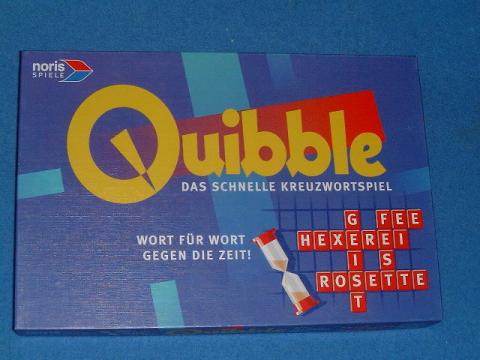 noris
SPIELE
Quibble
DAS SCHNELLE KREUZWORTSPIEL
WORT FÜR WORT
GEGEN DIE ZEIT!
G FEE
HEXEREI
I S
ROSETTE
T